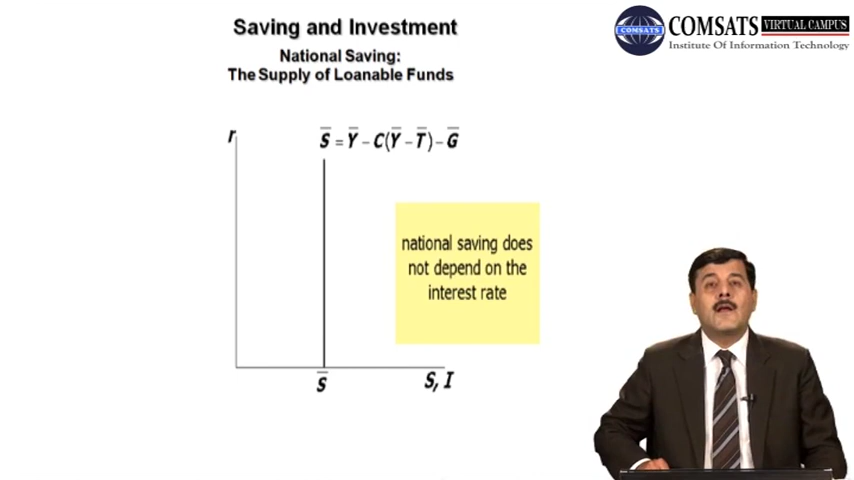 Saving and Investment
National Saving:
The Supply of Loanable Funds
COMSATS
COMSATS VIRTUAL CAMPUS
Institute Of Information Technology
r
S̅ = Y̅ – C(Y̅ – T̅) – G̅
national saving does
not depend on the
interest rate
S̅
S, I